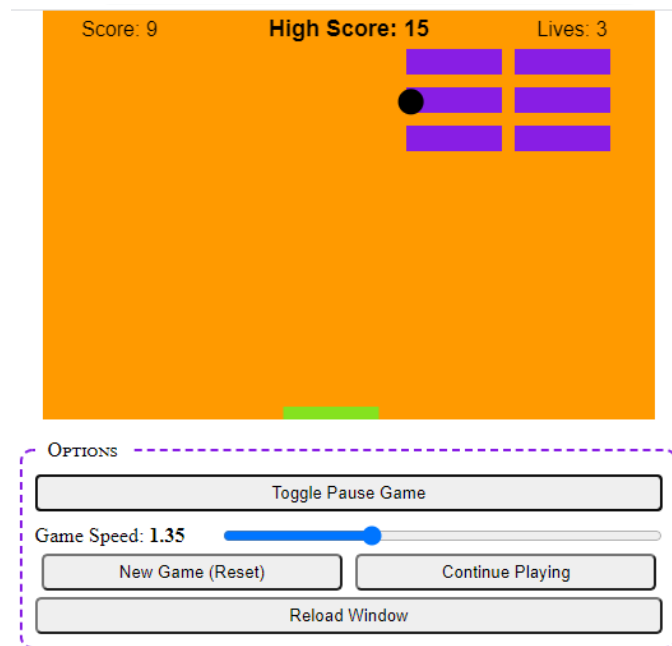 Score: 9 High Score: 15 Lives: 3
Options
Toggle Pause Game
Game Speed: 1.35
New Game (Reset) Continue Playing
Reload Window